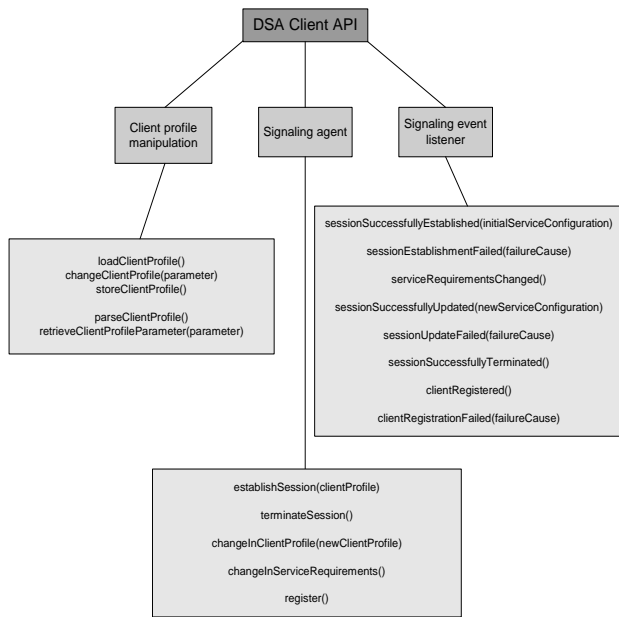 DSA Client API
Client profile
manipulation
Signaling agent
Signaling event
listener
loadClientProfile()
changeClientProfile(parameter)
storeClientProfile()
parseClientProfile()
retrieveClientProfileParameter(parameter)
sessionSuccessfullyEstablished(initialServiceConfiguration)
sessionEstablishmentFailed(failureCause)
serviceRequirementsChanged()
sessionSuccessfullyUpdated(newServiceConfiguration)
sessionUpdateFailed(failureCause)
sessionSuccessfullyTerminated()
clientRegistered()
clientRegistrationFailed(failureCause)
establishSession(clientProfile)
terminateSession()
changeInClientProfile(newClientProfile)
changeInServiceRequirements()
register()